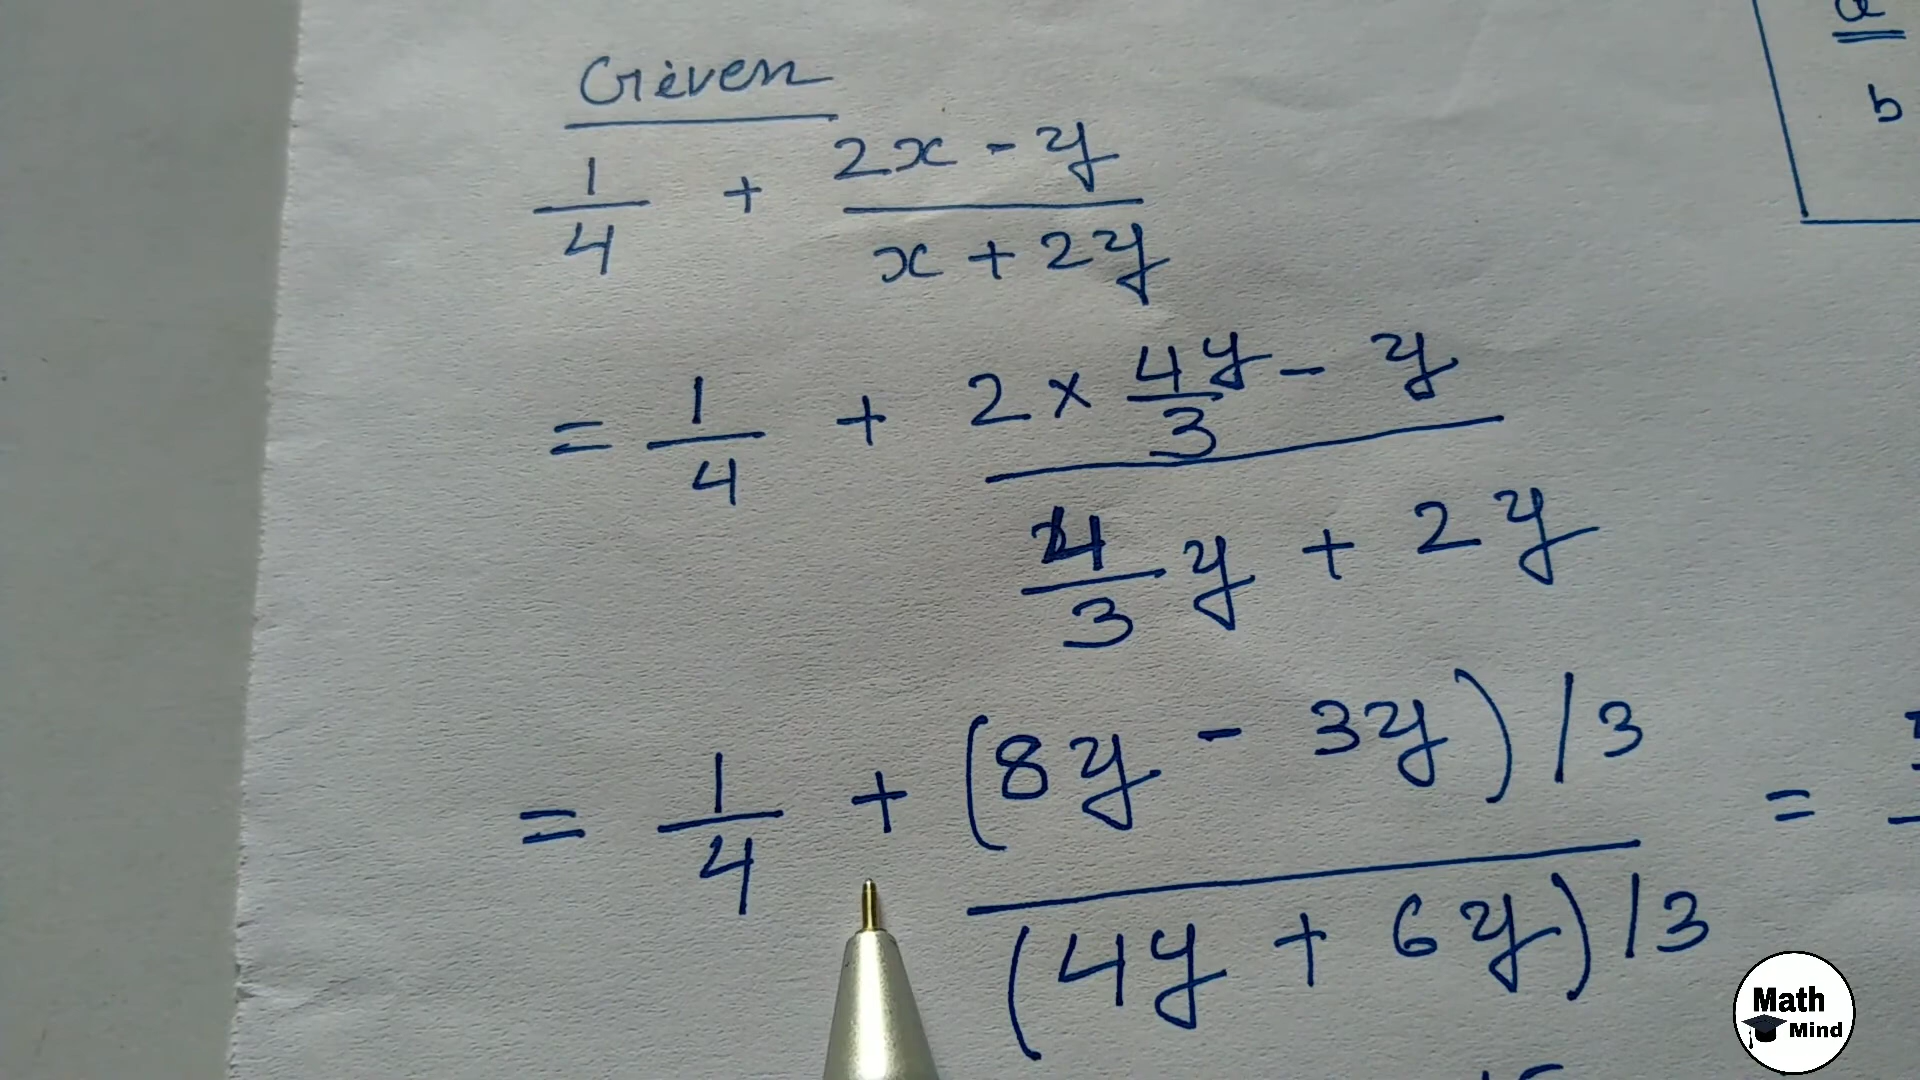 Given
1/4 + (2x - y)/(x + 2y)
= 1/4 + (2 × 4y/3 - y)/(4/3 y + 2y)
= 1/4 + ((8y - 3y)/3)/((4y + 6y)/3) =
b
Math
Mind